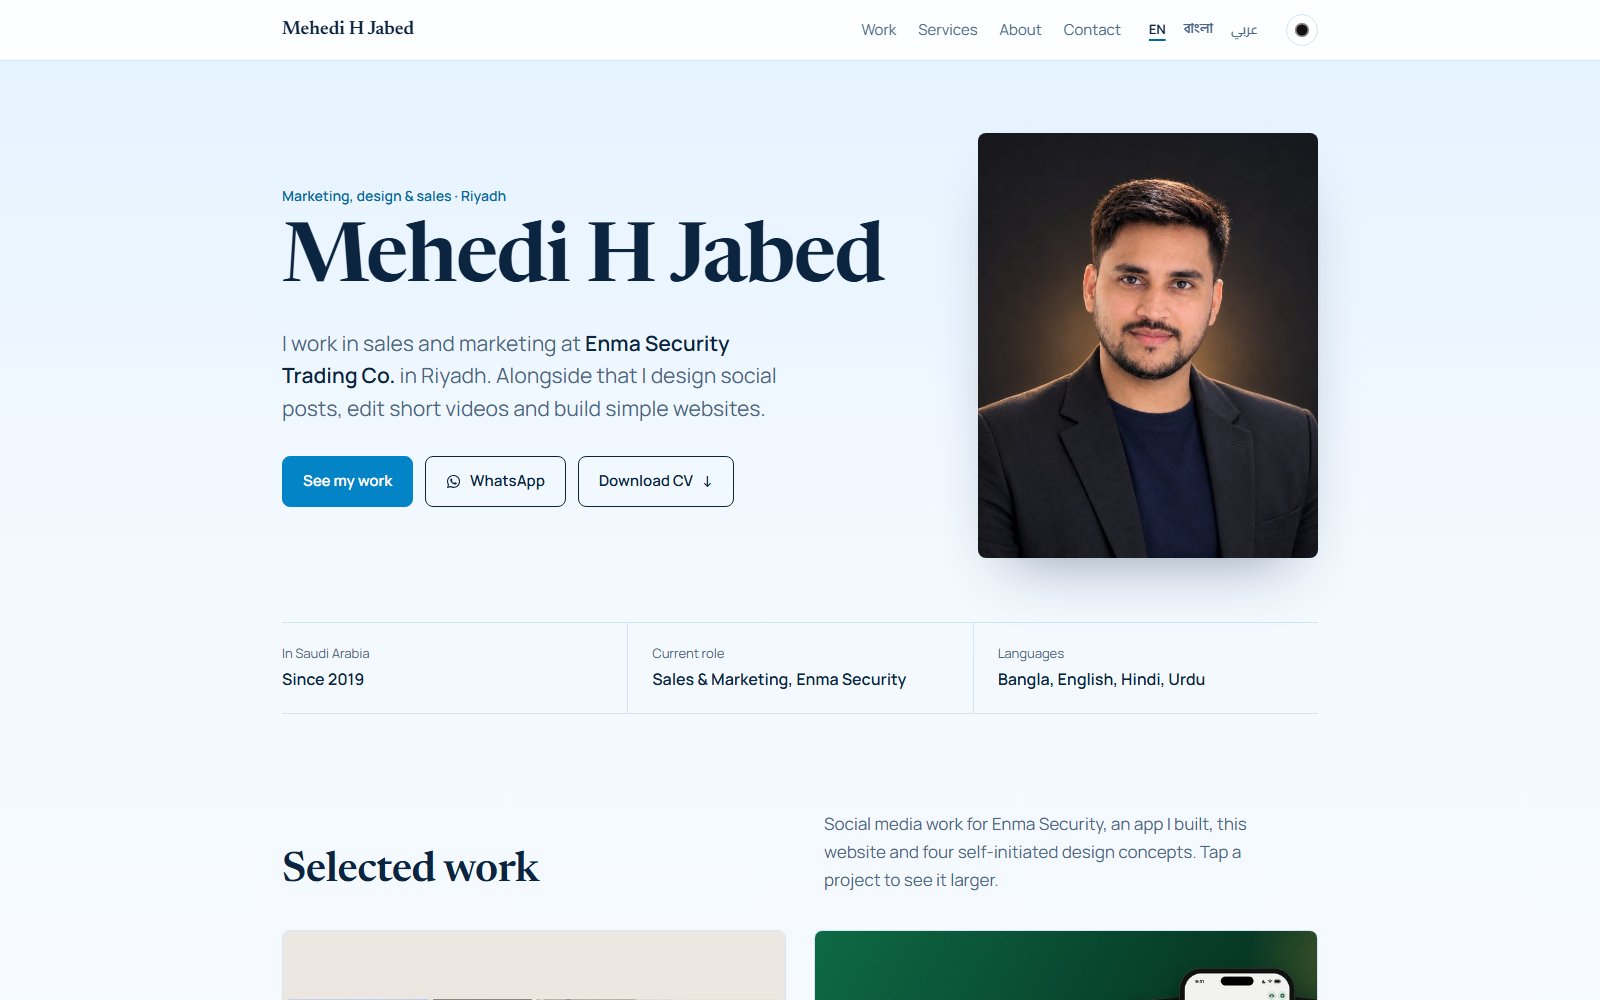 Mehedi H Jabed
Work Services About Contact EN বাংলা عربي
Marketing, design & sales · Riyadh
Mehedi H Jabed
I work in sales and marketing at Enma Security
Trading Co. in Riyadh. Alongside that I design social
posts, edit short videos and build simple websites.
See my work WhatsApp Download CV ↓
In Saudi Arabia
Since 2019
Current role
Sales & Marketing, Enma Security
Languages
Bangla, English, Hindi, Urdu
Selected work
Social media work for Enma Security, an app I built, this
website and four self-initiated design concepts. Tap a
project to see it larger.